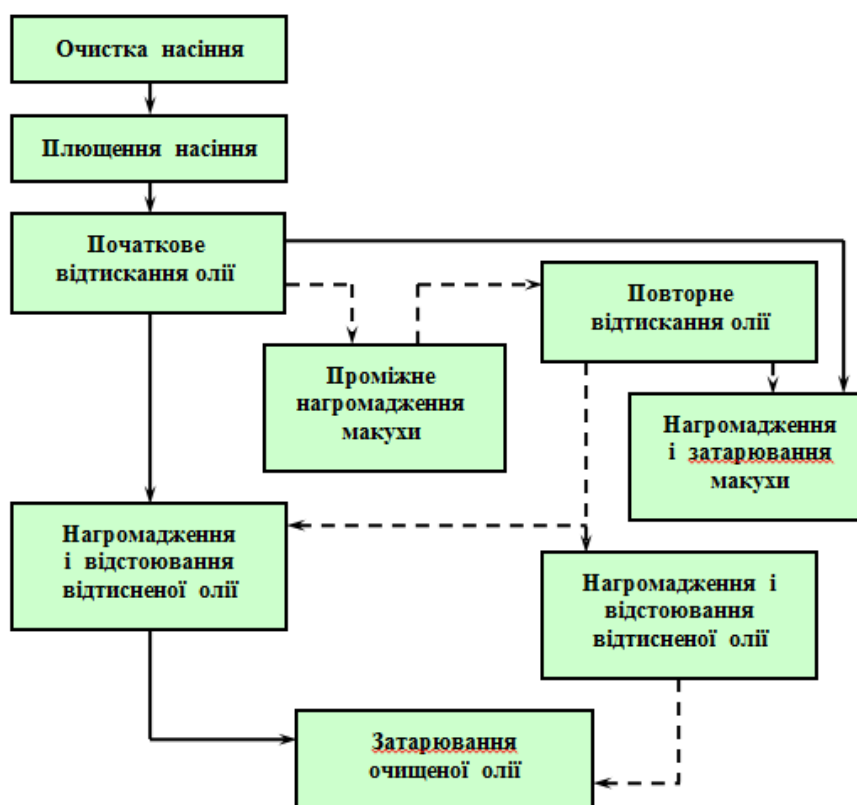 Очистка насіння
Плющення насіння
Початкове
відтискання олії
Повторне
відтискання олії
Проміжне
нагромадження
макухи
Нагромадження
і затарювання
макухи
Нагромадження
і відстоювання
відтисненої олії
Нагромадження і
відстоювання
відтисненої олії
Затарювання
очищеної олії